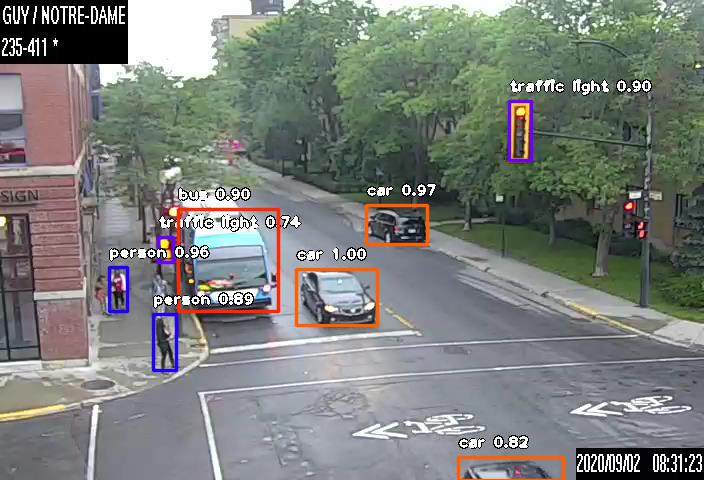 GUY / NOTRE-DAME
235-411 *
traffic light 0.90
car 0.97
bus 0.90
SIGN
traffic light 0.74
person 0.96
car 1.00
person 0.89
car 0.82
2020/09/02 08:31:23